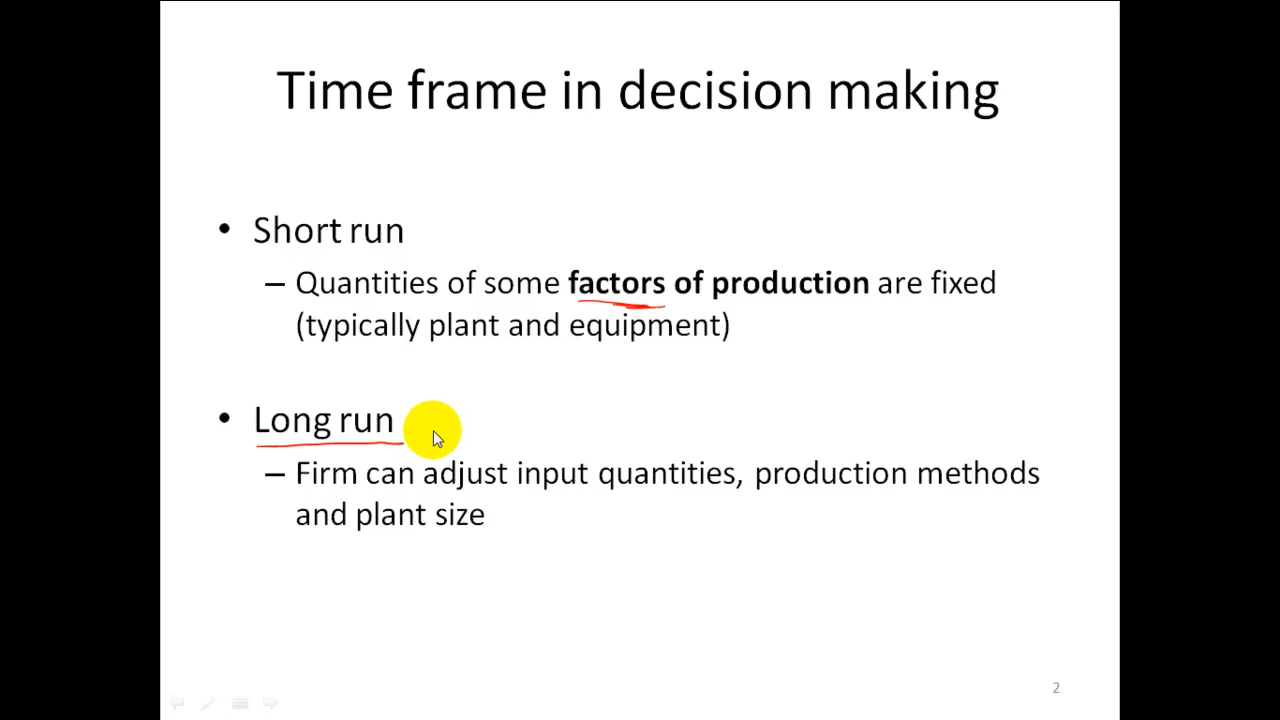 Time frame in decision making
• Short run
– Quantities of some factors of production are fixed
(typically plant and equipment)
• Long run
– Firm can adjust input quantities, production methods
and plant size
2